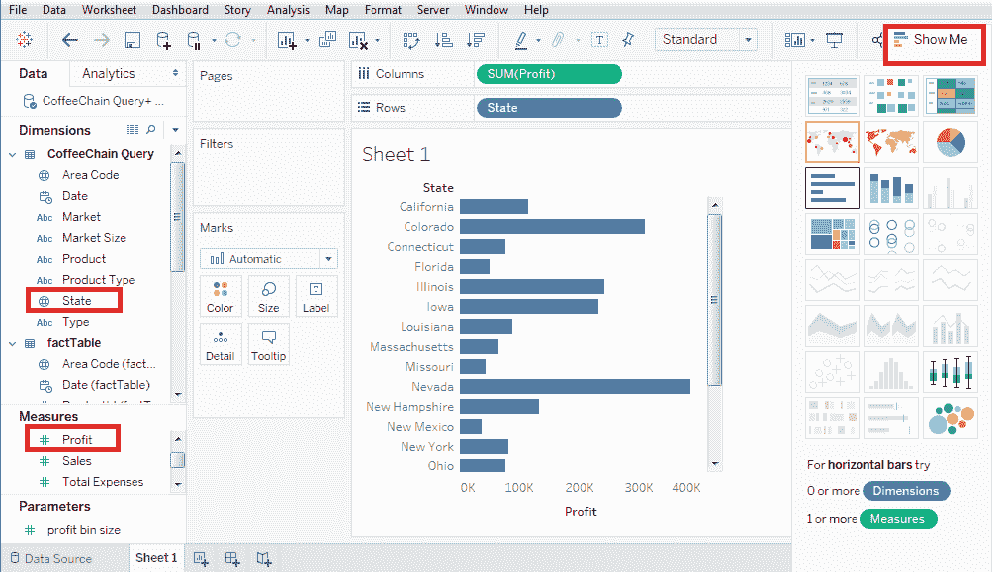 File Data Worksheet Dashboard Story Analysis Map Format Server Window Help
Standard
Show Me
Data Analytics
CoffeeChain Query+ ...
Dimensions
CoffeeChain Query
Area Code
Date
Abc Market
Abc Market Size
Abc Product
Abc Product Type
State
Abc Type
factTable
Area Code (fact...
Date (factTable)
Measures
# Profit
# Sales
# Total Expenses
Parameters
# profit bin size
Pages
Filters
Marks
Automatic
Color Size Label
Detail Tooltip
Columns SUM(Profit)
Rows State
Sheet 1
State
California
Colorado
Connecticut
Florida
Illinois
Iowa
Louisiana
Massachusetts
Missouri
Nevada
New Hampshire
New Mexico
New York
Ohio
0K 100K 200K 300K 400K
Profit
For horizontal bars try
0 or more Dimensions
1 or more Measures
Data Source Sheet 1